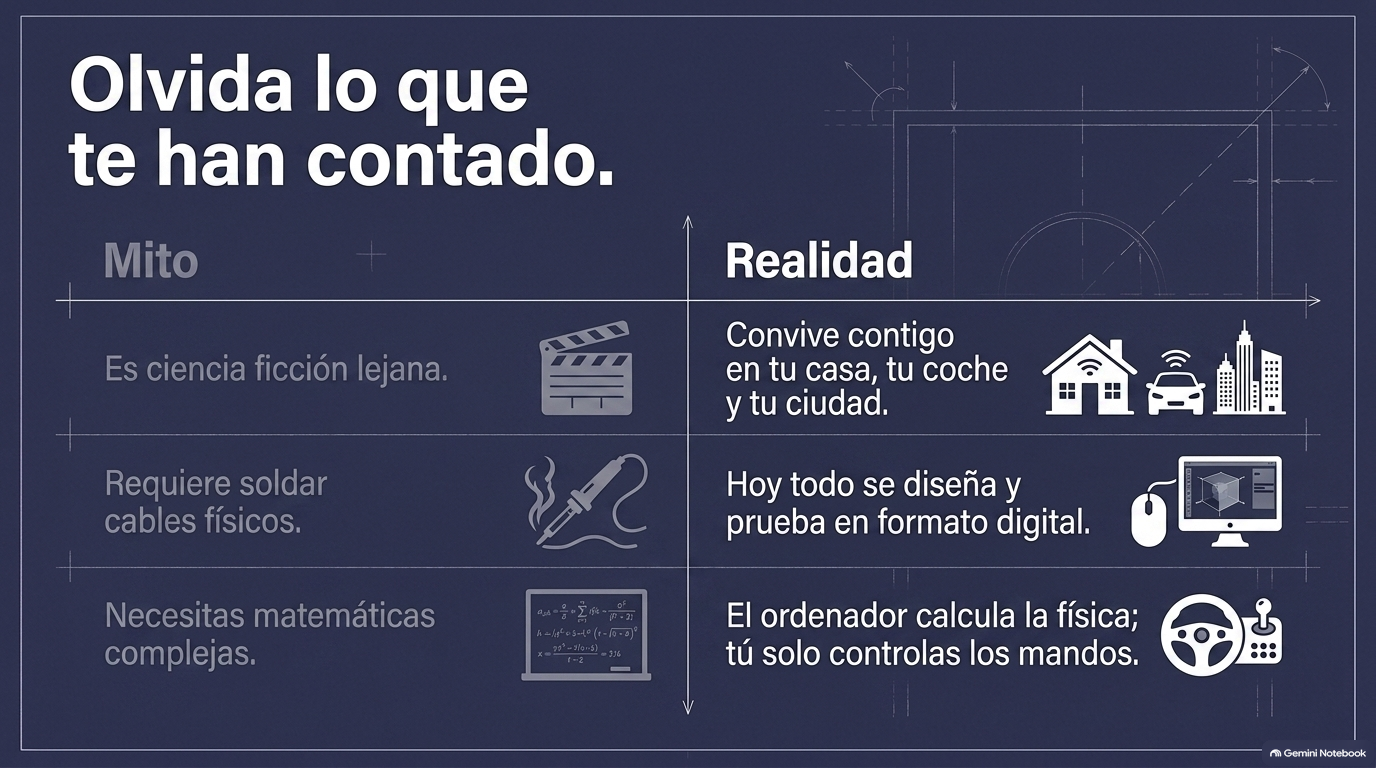 Olvida lo que
te han contado.
Mito
Realidad
Es ciencia ficción lejana.
Convive contigo
en tu casa, tu coche
y tu ciudad.
Requiere soldar
cables físicos.
Hoy todo se diseña y
prueba en formato digital.
Necesitas matemáticas
complejas.
El ordenador calcula la física;
tú solo controlas los mandos.
Gemini Notebook